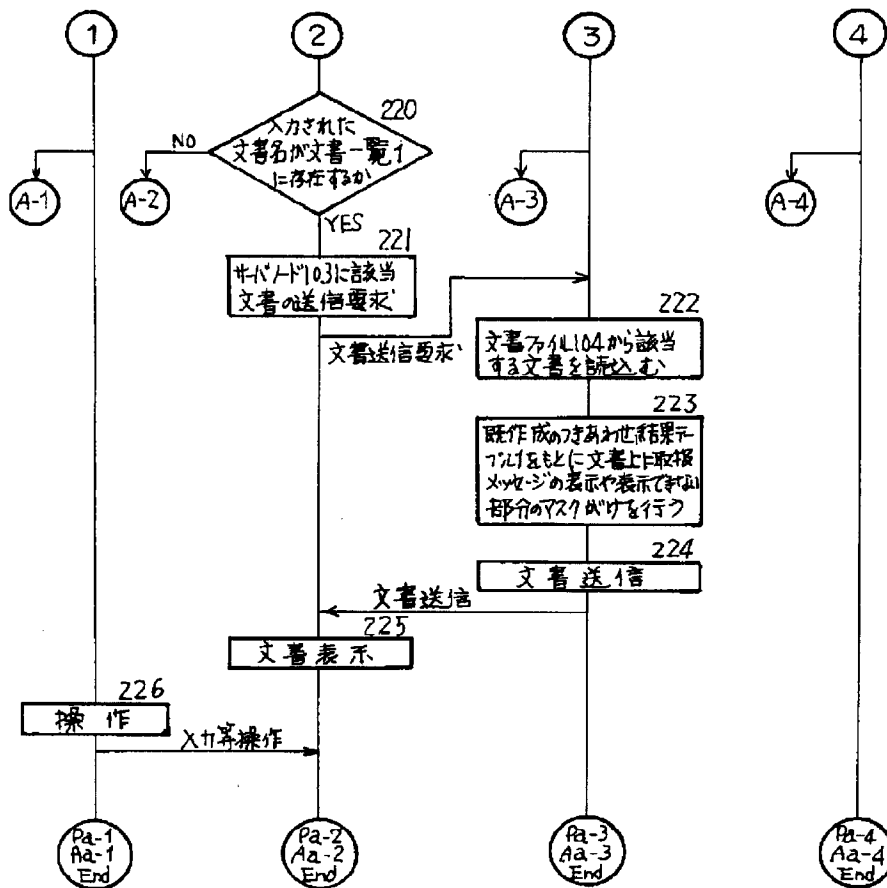 1
2
3
4
220
入力された
文書名が文書一覧1
に存在するか
NO
A-1
A-2
A-3
A-4
YES
221
サーバノード103に該当
文書の送信要求
文書送信要求
222
文書ファイル104から該当
する文書を読込む
223
既作成のつきあわせ結果テー
ブル1をもとに文書上に取扱
メッセージの表示や表示できない
部分のマスクがけを行う
224
文書送信
文書送信
225
文書表示
226
操作
入力等操作
Pa-1
Aa-1
End
Pa-2
Aa-2
End
Pa-3
Aa-3
End
Pa-4
Aa-4
End